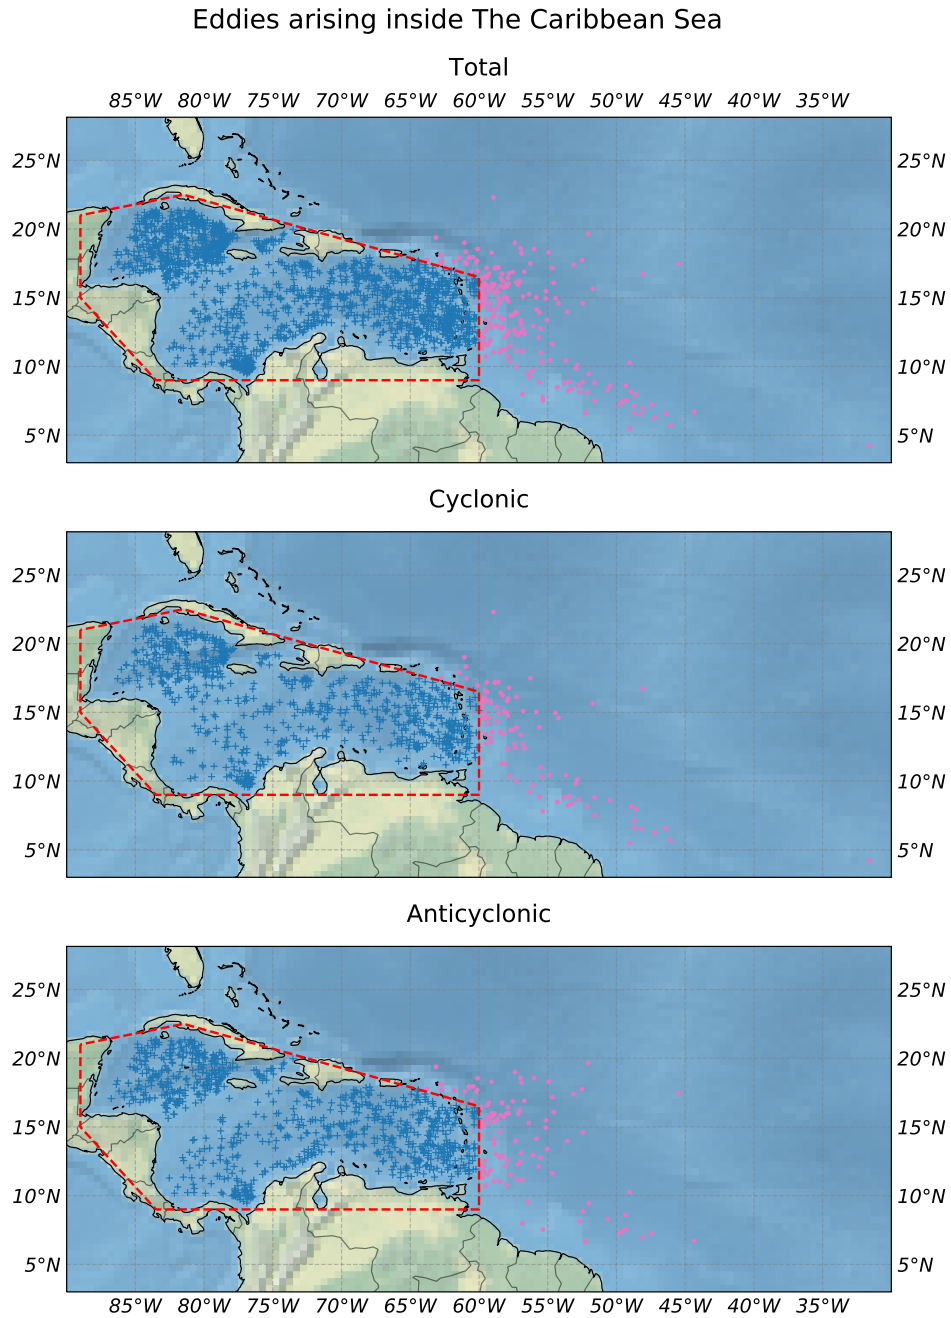 Eddies arising inside The Caribbean Sea
Total
85°W 80°W 75°W 70°W 65°W 60°W 55°W 50°W 45°W 40°W 35°W
25°N 25°N
20°N 20°N
15°N 15°N
10°N 10°N
5°N 5°N
Cyclonic
25°N 25°N
20°N 20°N
15°N 15°N
10°N 10°N
5°N 5°N
Anticyclonic
25°N 25°N
20°N 20°N
15°N 15°N
10°N 10°N
5°N 5°N
85°W 80°W 75°W 70°W 65°W 60°W 55°W 50°W 45°W 40°W 35°W